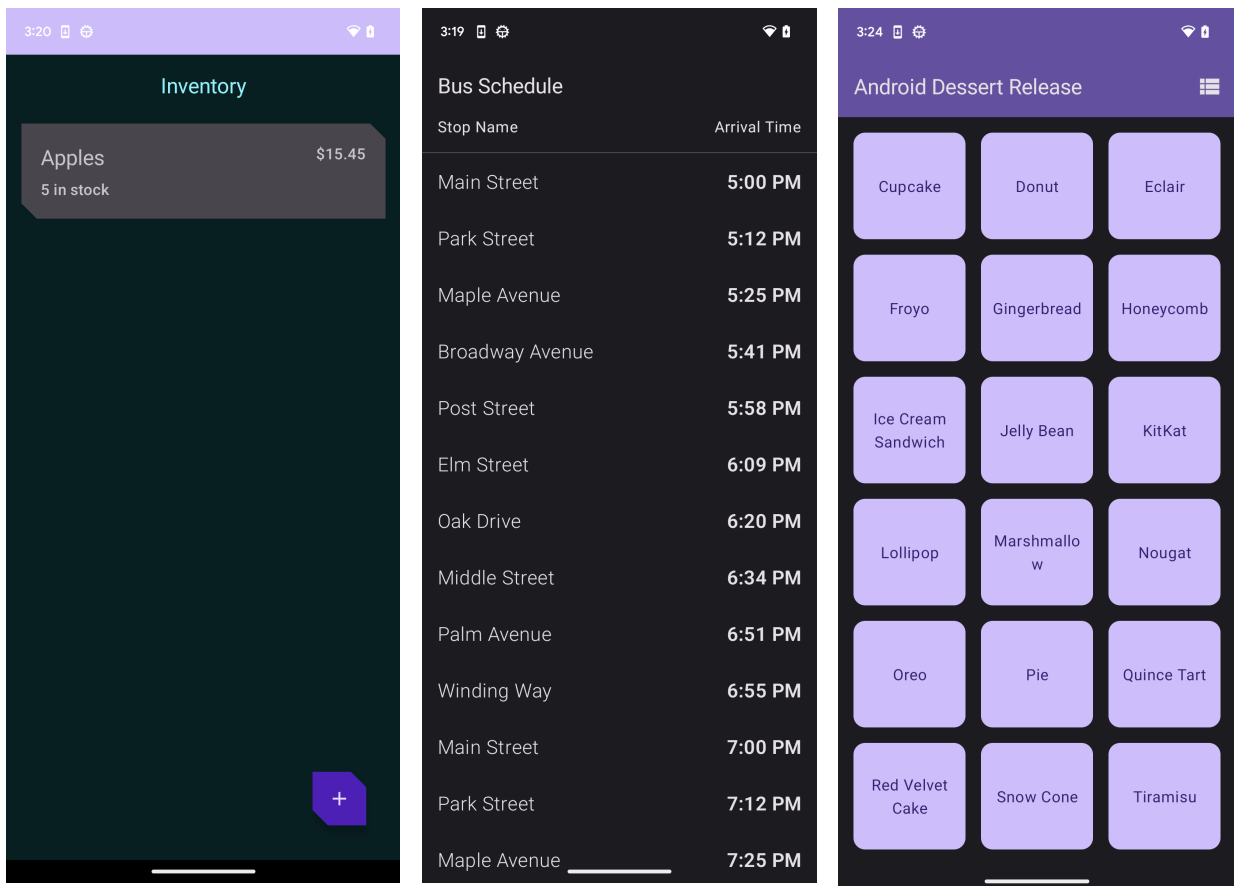 3:20
Inventory
Apples $15.45
5 in stock
3:19
Bus Schedule
Stop Name Arrival Time
Main Street 5:00 PM
Park Street 5:12 PM
Maple Avenue 5:25 PM
Broadway Avenue 5:41 PM
Post Street 5:58 PM
Elm Street 6:09 PM
Oak Drive 6:20 PM
Middle Street 6:34 PM
Palm Avenue 6:51 PM
Winding Way 6:55 PM
Main Street 7:00 PM
Park Street 7:12 PM
Maple Avenue 7:25 PM
3:24
Android Dessert Release
Cupcake
Donut
Eclair
Froyo
Gingerbread
Honeycomb
Ice Cream
Sandwich
Jelly Bean
KitKat
Lollipop
Marshmallo
w
Nougat
Oreo
Pie
Quince Tart
Red Velvet
Cake
Snow Cone
Tiramisu